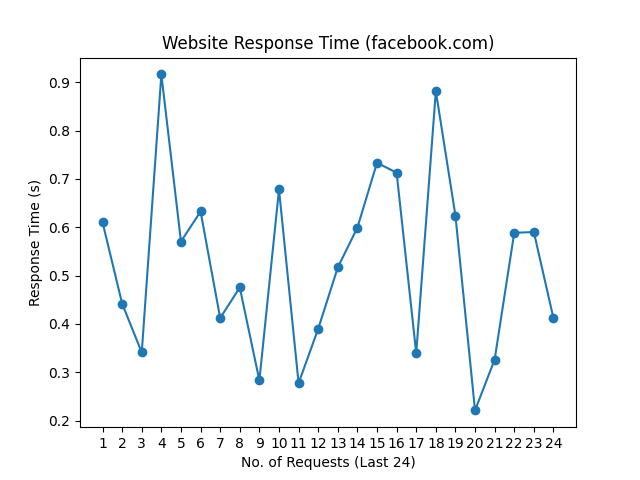 Website Response Time (facebook.com)
0.9
0.8
0.7
0.6
0.5
0.4
0.3
0.2
Response Time (s)
1 2 3 4 5 6 7 8 9 10 11 12 13 14 15 16 17 18 19 20 21 22 23 24
No. of Requests (Last 24)